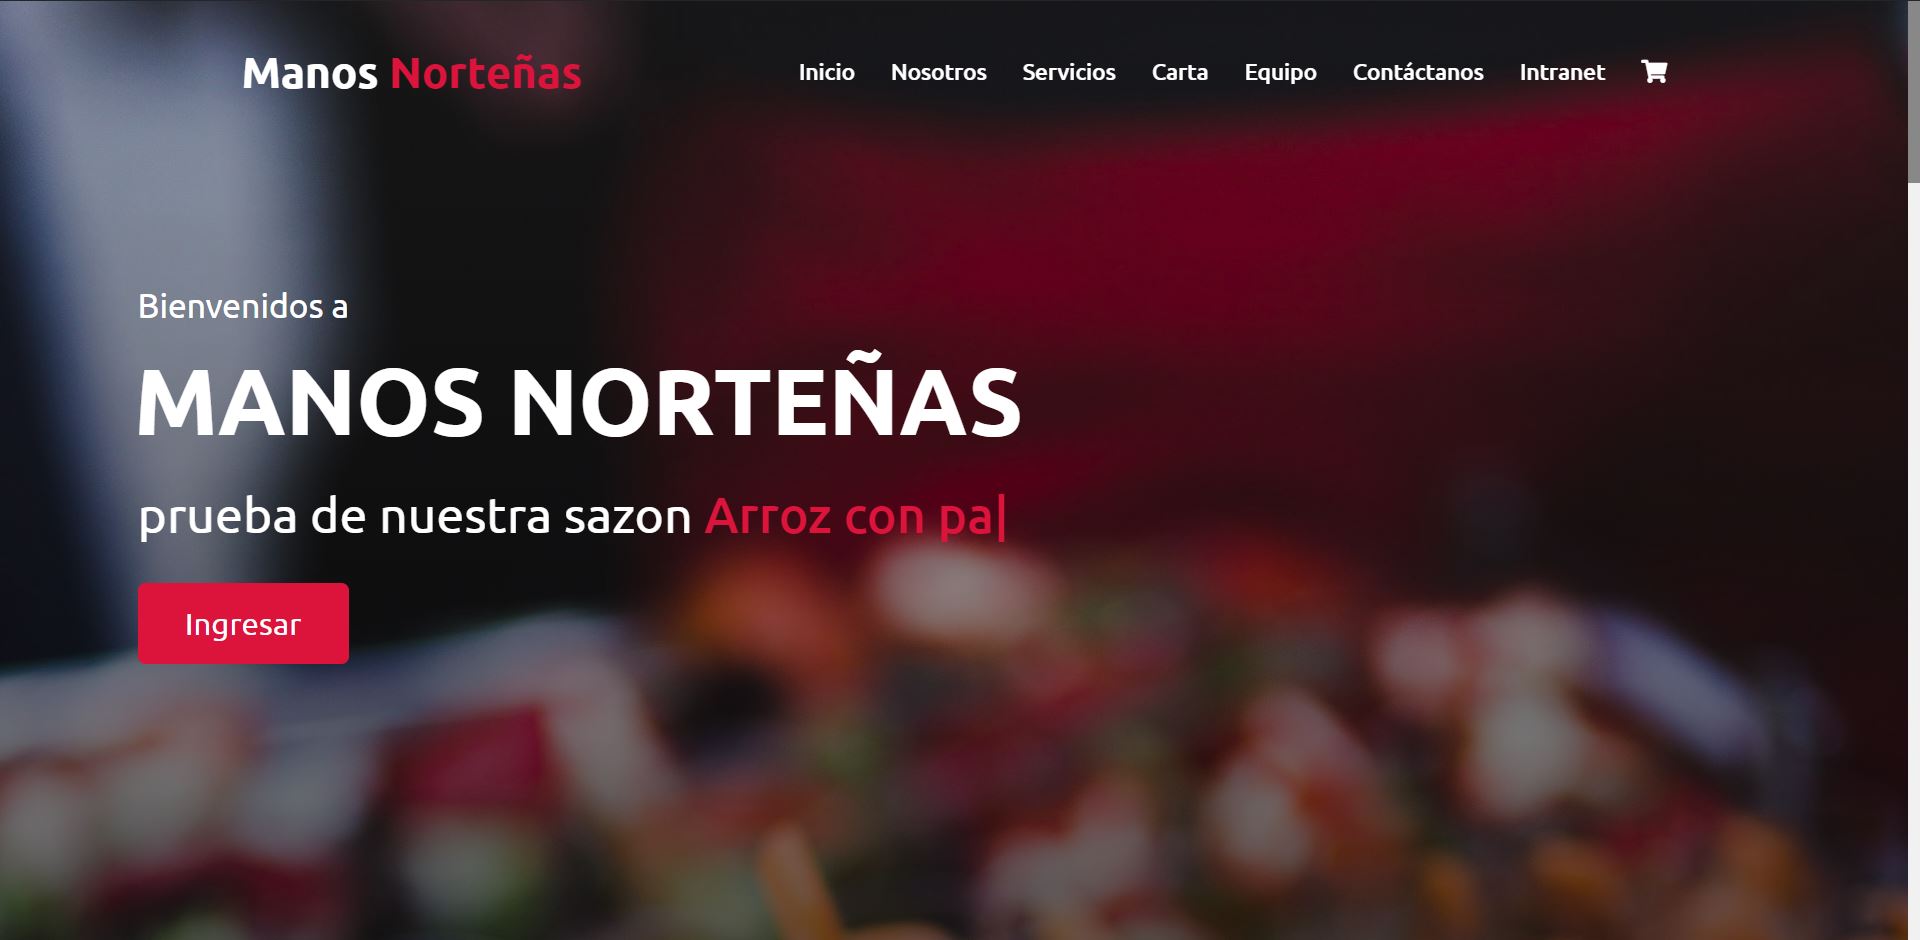 Manos Norteñas
Inicio Nosotros Servicios Carta Equipo Contáctanos Intranet
Bienvenidos a
MANOS NORTEÑAS
prueba de nuestra sazon Arroz con pa|
Ingresar